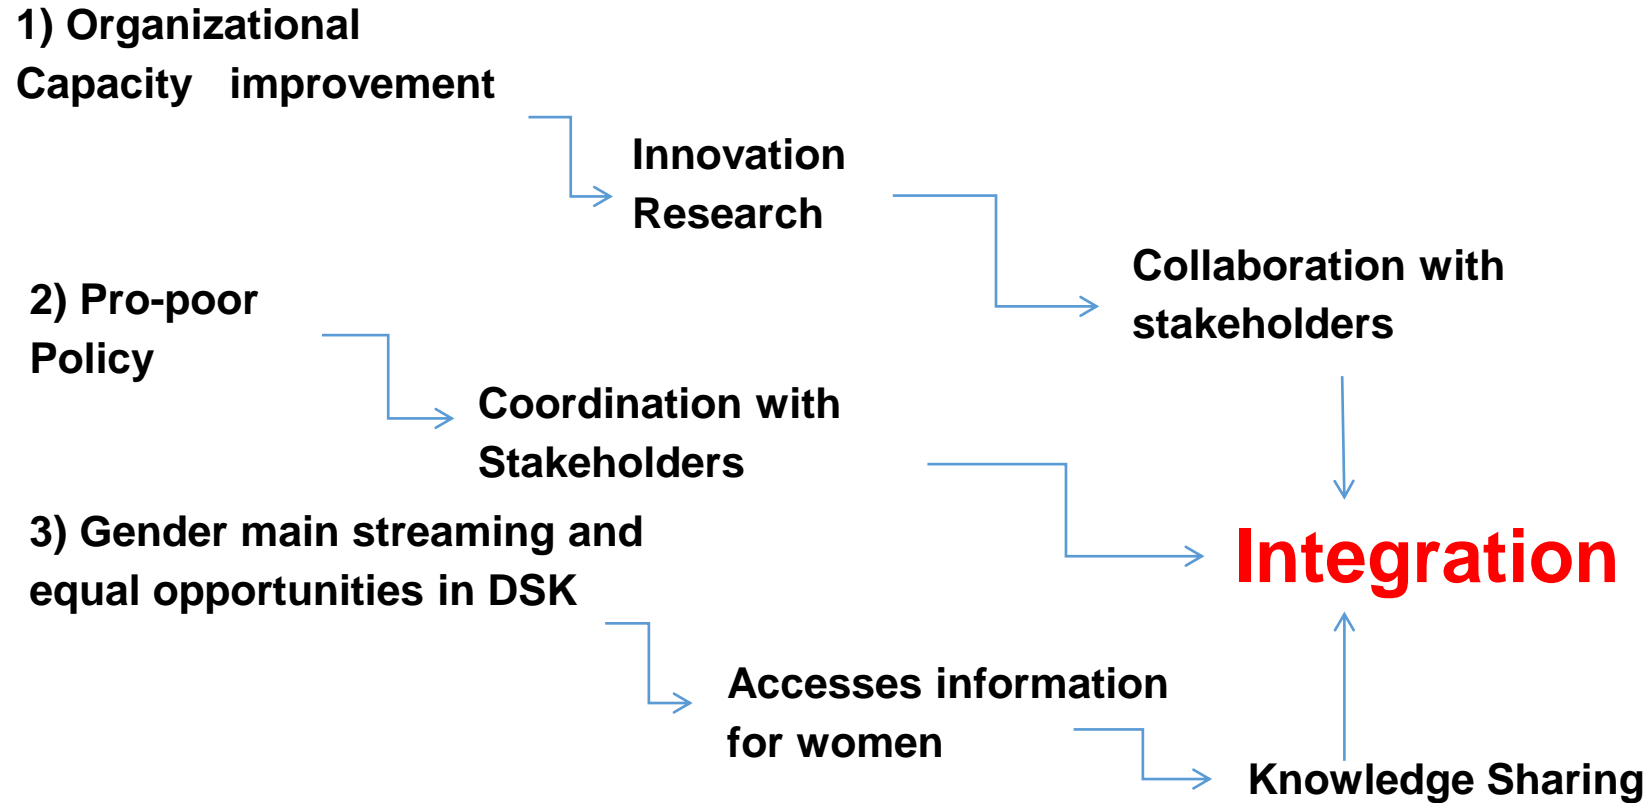 1) Organizational
Capacity improvement
Innovation
Research
Collaboration with
stakeholders
2) Pro-poor
Policy
Coordination with
Stakeholders
Integration
3) Gender main streaming and
equal opportunities in DSK
Accesses information
for women
Knowledge Sharing